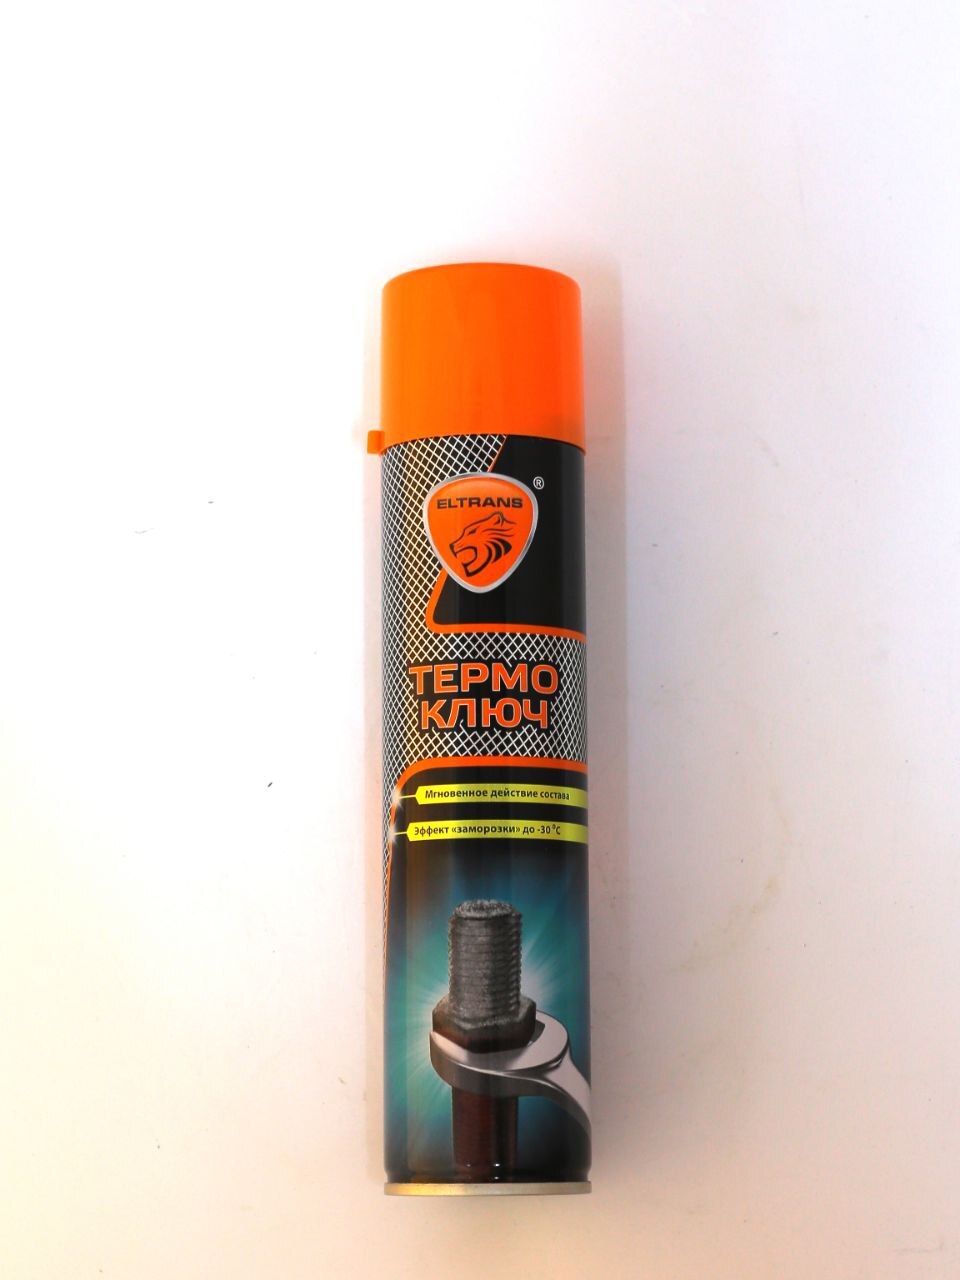 ELTRANS
®
ТЕРМО
КЛЮЧ
Мгновенное действие состава
Эффект «заморозки» до -30 °С